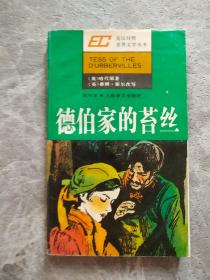 EC
英汉对照
世界文学丛书
TESS OF THE
D'URBERVILLES
(英)哈代原著
德伯家的苔丝